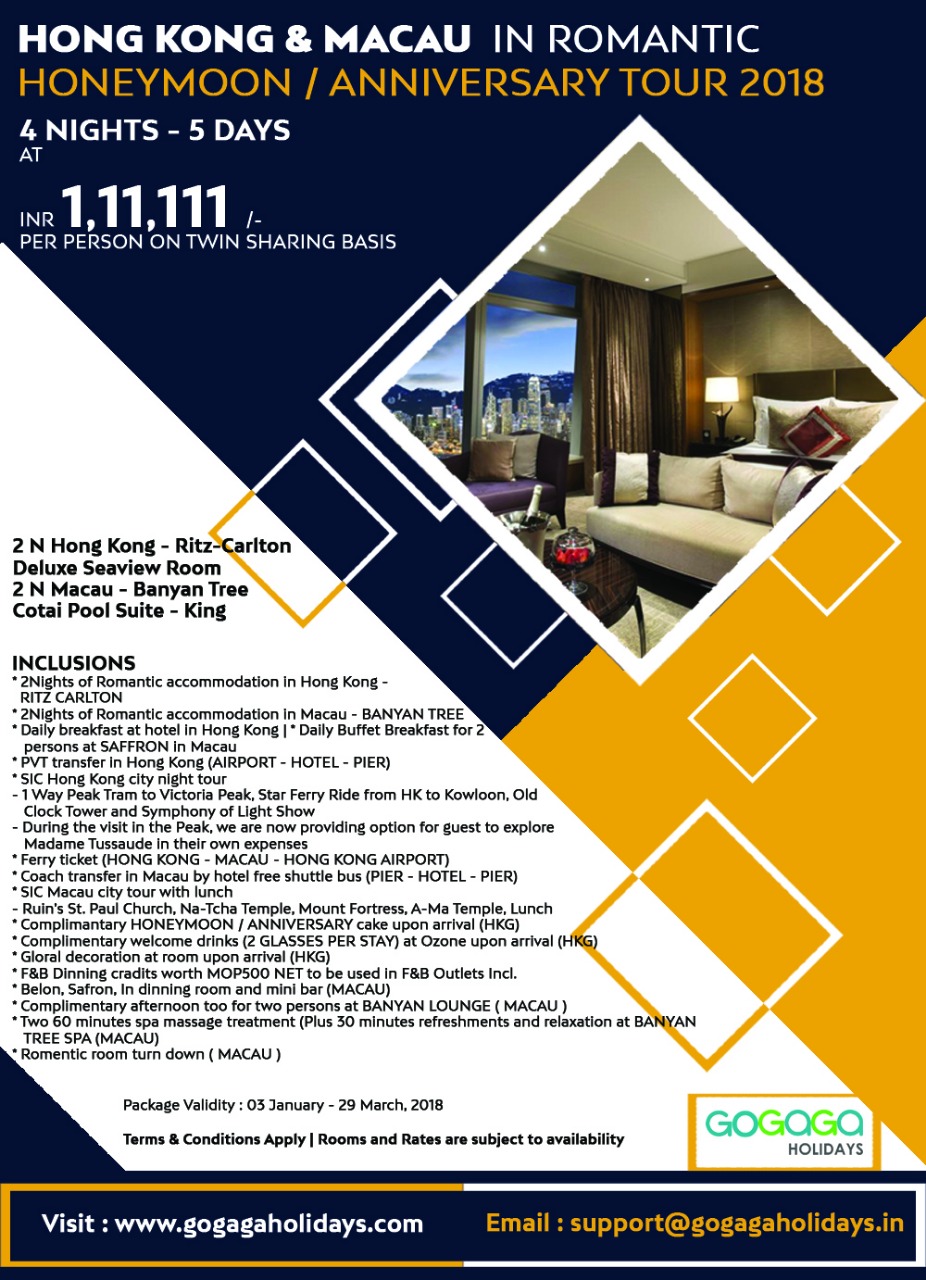 HONG KONG & MACAU IN ROMANTIC
HONEYMOON / ANNIVERSARY TOUR 2018
4 NIGHTS - 5 DAYS
AT
INR 1,11,111 /-
PER PERSON ON TWIN SHARING BASIS
2 N Hong Kong - Ritz-Carlton
Deluxe Seaview Room
2 N Macau - Banyan Tree
Cotai Pool Suite - King
INCLUSIONS
* 2Nights of Romantic accommodation in Hong Kong -
RITZ CARLTON
* 2Nights of Romantic accommodation in Macau - BANYAN TREE
* Daily breakfast at hotel in Hong Kong | * Daily Buffet Breakfast for 2
persons at SAFFRON in Macau
* PVT transfer in Hong Kong (AIRPORT - HOTEL - PIER)
* SIC Hong Kong city night tour
- 1 Way Peak Tram to Victoria Peak, Star Ferry Ride from HK to Kowloon, Old
Clock Tower and Symphony of Light Show
- During the visit in the Peak, we are now providing option for guest to explore
Madame Tussaude in their own expenses
* Ferry ticket (HONG KONG - MACAU - HONG KONG AIRPORT)
* Coach transfer in Macau by hotel free shuttle bus (PIER - HOTEL - PIER)
* SIC Macau city tour with lunch
- Ruin's St. Paul Church, Na-Tcha Temple, Mount Fortress, A-Ma Temple, Lunch
* Complimantary HONEYMOON / ANNIVERSARY cake upon arrival (HKG)
* Complimentary welcome drinks (2 GLASSES PER STAY) at Ozone upon arrival (HKG)
* Gloral decoration at room upon arrival (HKG)
* F&B Dinning cradits worth MOP500 NET to be used in F&B Outlets Incl.
* Belon, Safron, In dinning room and mini bar (MACAU)
* Complimentary afternoon too for two persons at BANYAN LOUNGE ( MACAU )
* Two 60 minutes spa massage treatment (Plus 30 minutes refreshments and relaxation at BANYAN
TREE SPA (MACAU)
* Romentic room turn down ( MACAU )
Package Validity : 03 January - 29 March, 2018
Terms & Conditions Apply | Rooms and Rates are subject to availability
GOGAGA
HOLIDAYS
Visit : www.gogagaholidays.com
Email : support@gogagaholidays.in